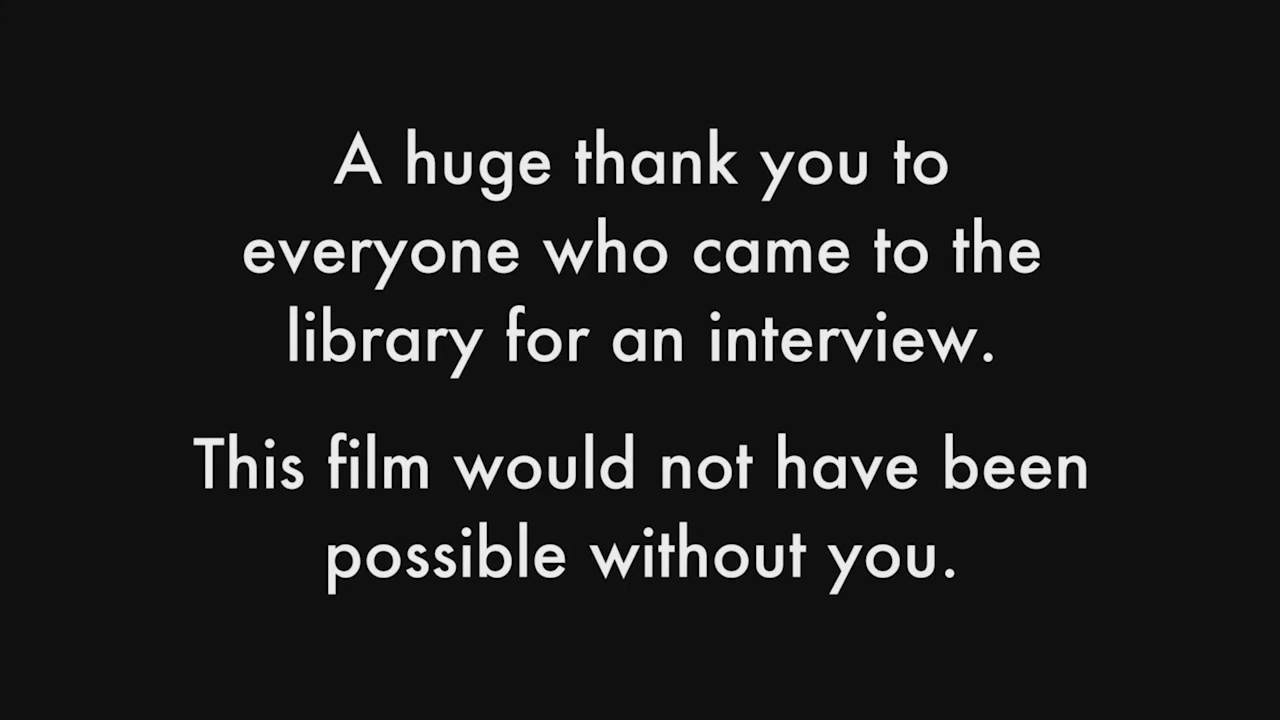 A huge thank you to
everyone who came to the
library for an interview.
This film would not have been
possible without you.